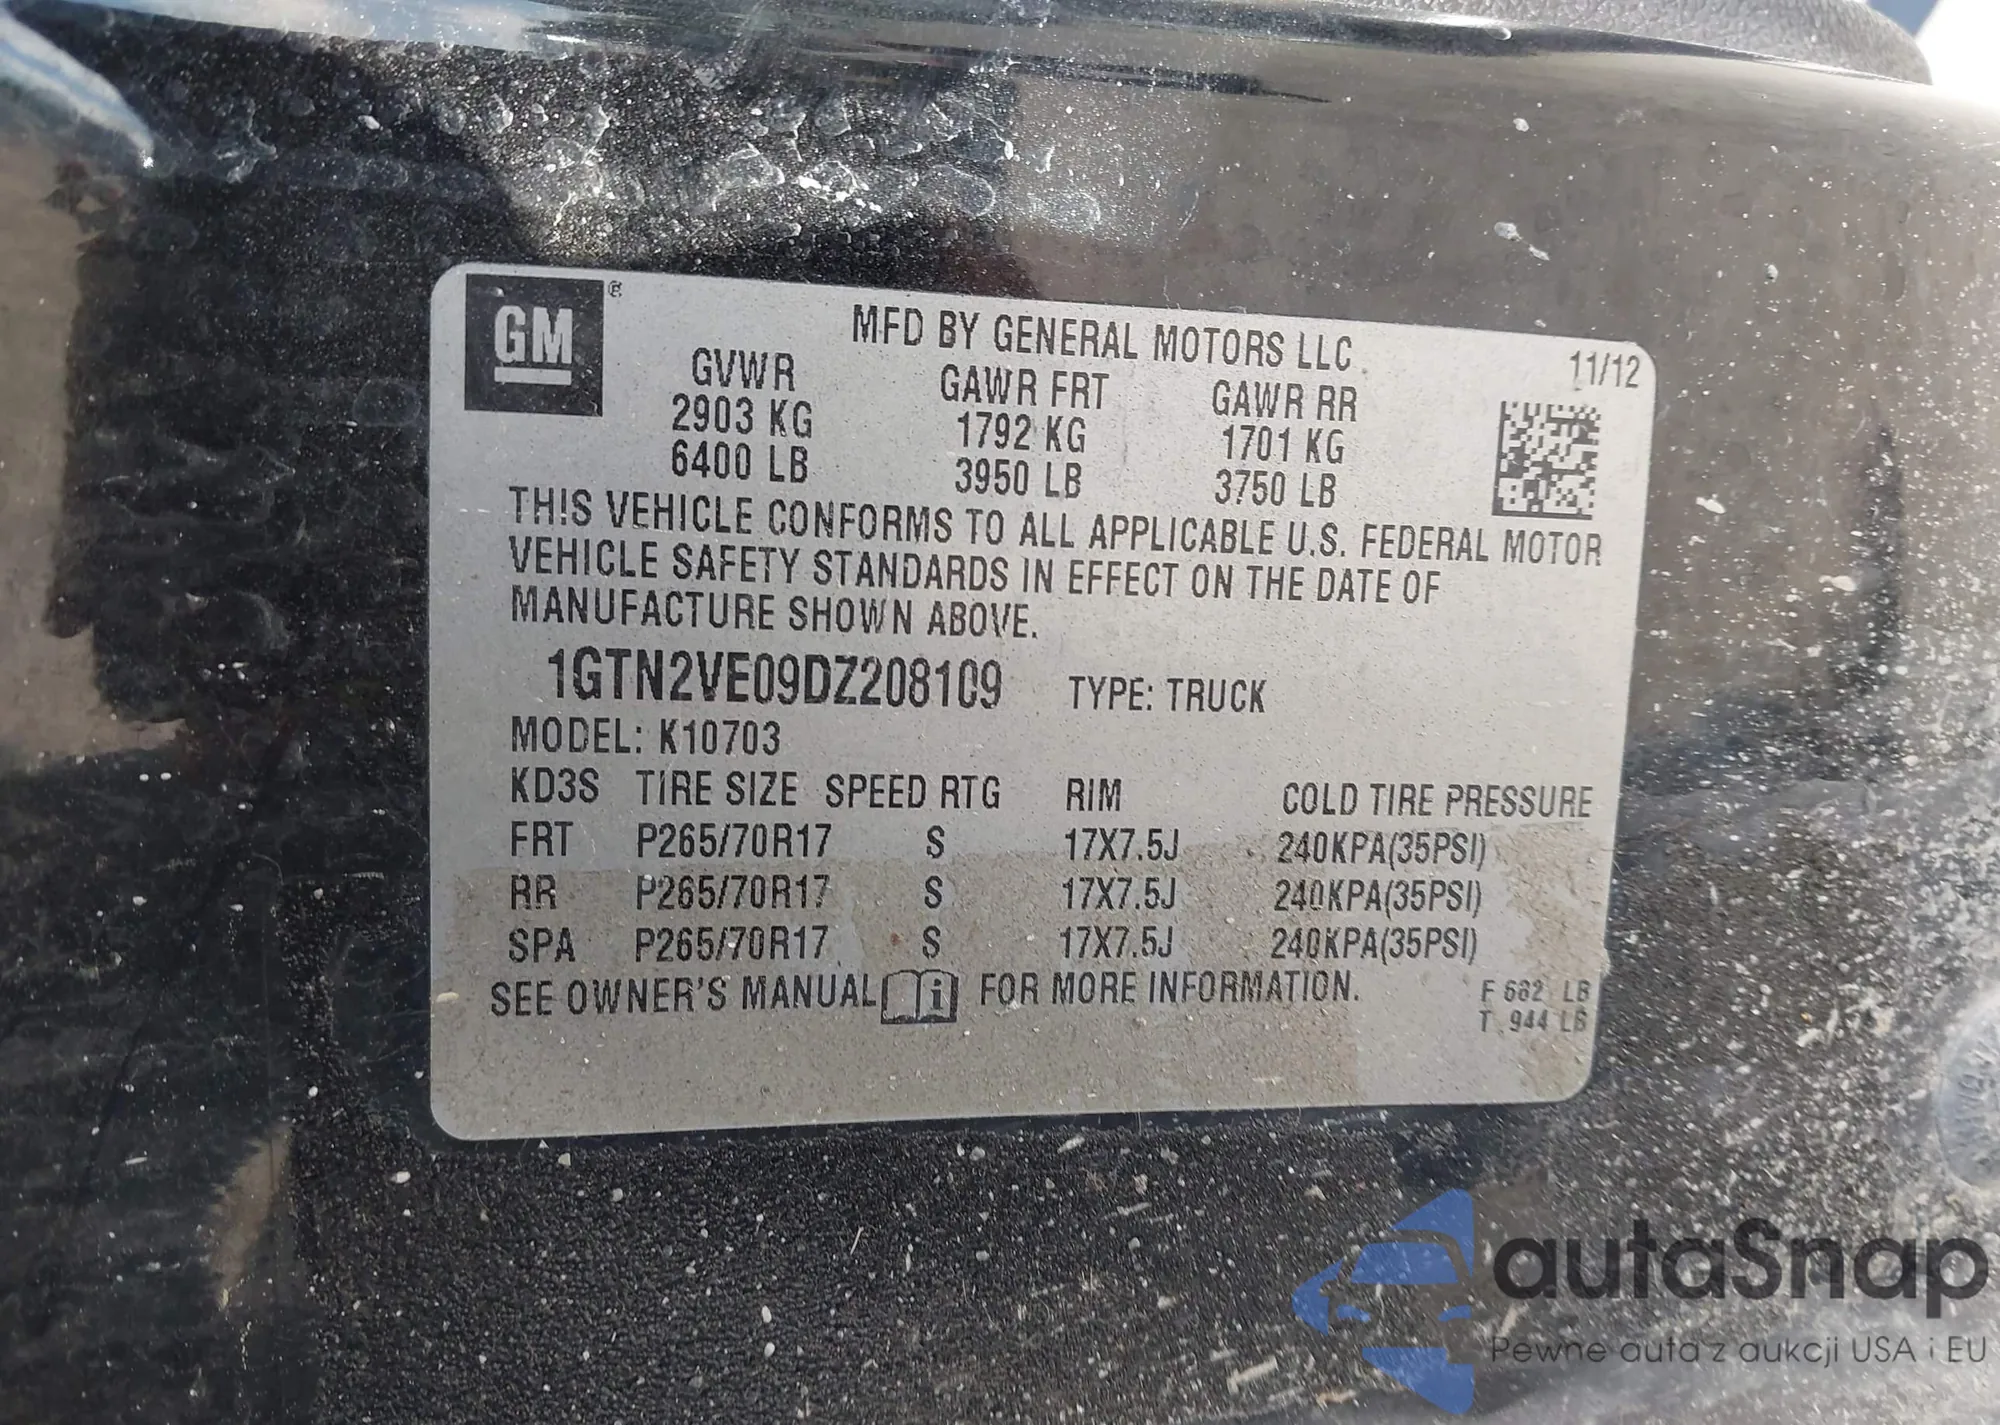 GM ®
MFD BY GENERAL MOTORS LLC
11/12
GVWR GAWR FRT GAWR RR
2903 KG 1792 KG 1701 KG
6400 LB 3950 LB 3750 LB
THIS VEHICLE CONFORMS TO ALL APPLICABLE U.S. FEDERAL MOTOR
VEHICLE SAFETY STANDARDS IN EFFECT ON THE DATE OF
MANUFACTURE SHOWN ABOVE.
1GTN2VE09DZ208109 TYPE: TRUCK
MODEL: K10703
KD3S TIRE SIZE SPEED RTG RIM COLD TIRE PRESSURE
FRT P265/70R17 S 17X7.5J 240KPA(35PSI)
RR P265/70R17 S 17X7.5J 240KPA(35PSI)
SPA P265/70R17 S 17X7.5J 240KPA(35PSI)
SEE OWNER'S MANUAL i FOR MORE INFORMATION.
F 682 LB
T 944 LB
autaSnap
Pewne auta z aukcji USA i EU